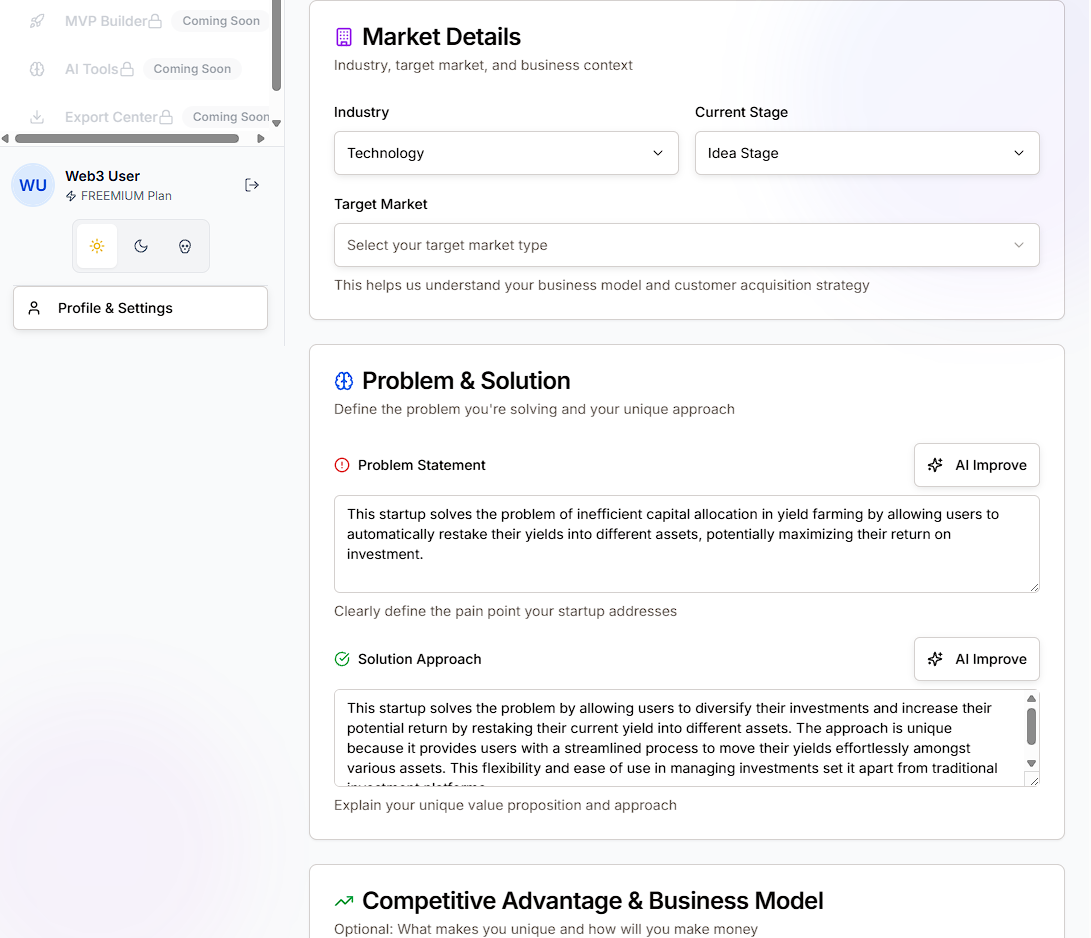 MVP Builder Coming Soon
AI Tools Coming Soon
Export Center Coming Soon
WU
Web3 User
FREEMIUM Plan
Profile & Settings
Market Details
Industry, target market, and business context
Industry
Technology
Current Stage
Idea Stage
Target Market
Select your target market type
This helps us understand your business model and customer acquisition strategy
Problem & Solution
Define the problem you're solving and your unique approach
Problem Statement
AI Improve
This startup solves the problem of inefficient capital allocation in yield farming by allowing users to
automatically restake their yields into different assets, potentially maximizing their return on
investment.
Clearly define the pain point your startup addresses
Solution Approach
AI Improve
This startup solves the problem by allowing users to diversify their investments and increase their
potential return by restaking their current yield into different assets. The approach is unique
because it provides users with a streamlined process to move their yields effortlessly amongst
various assets. This flexibility and ease of use in managing investments set it apart from traditional
investment platforms.
Explain your unique value proposition and approach
Competitive Advantage & Business Model
Optional: What makes you unique and how will you make money